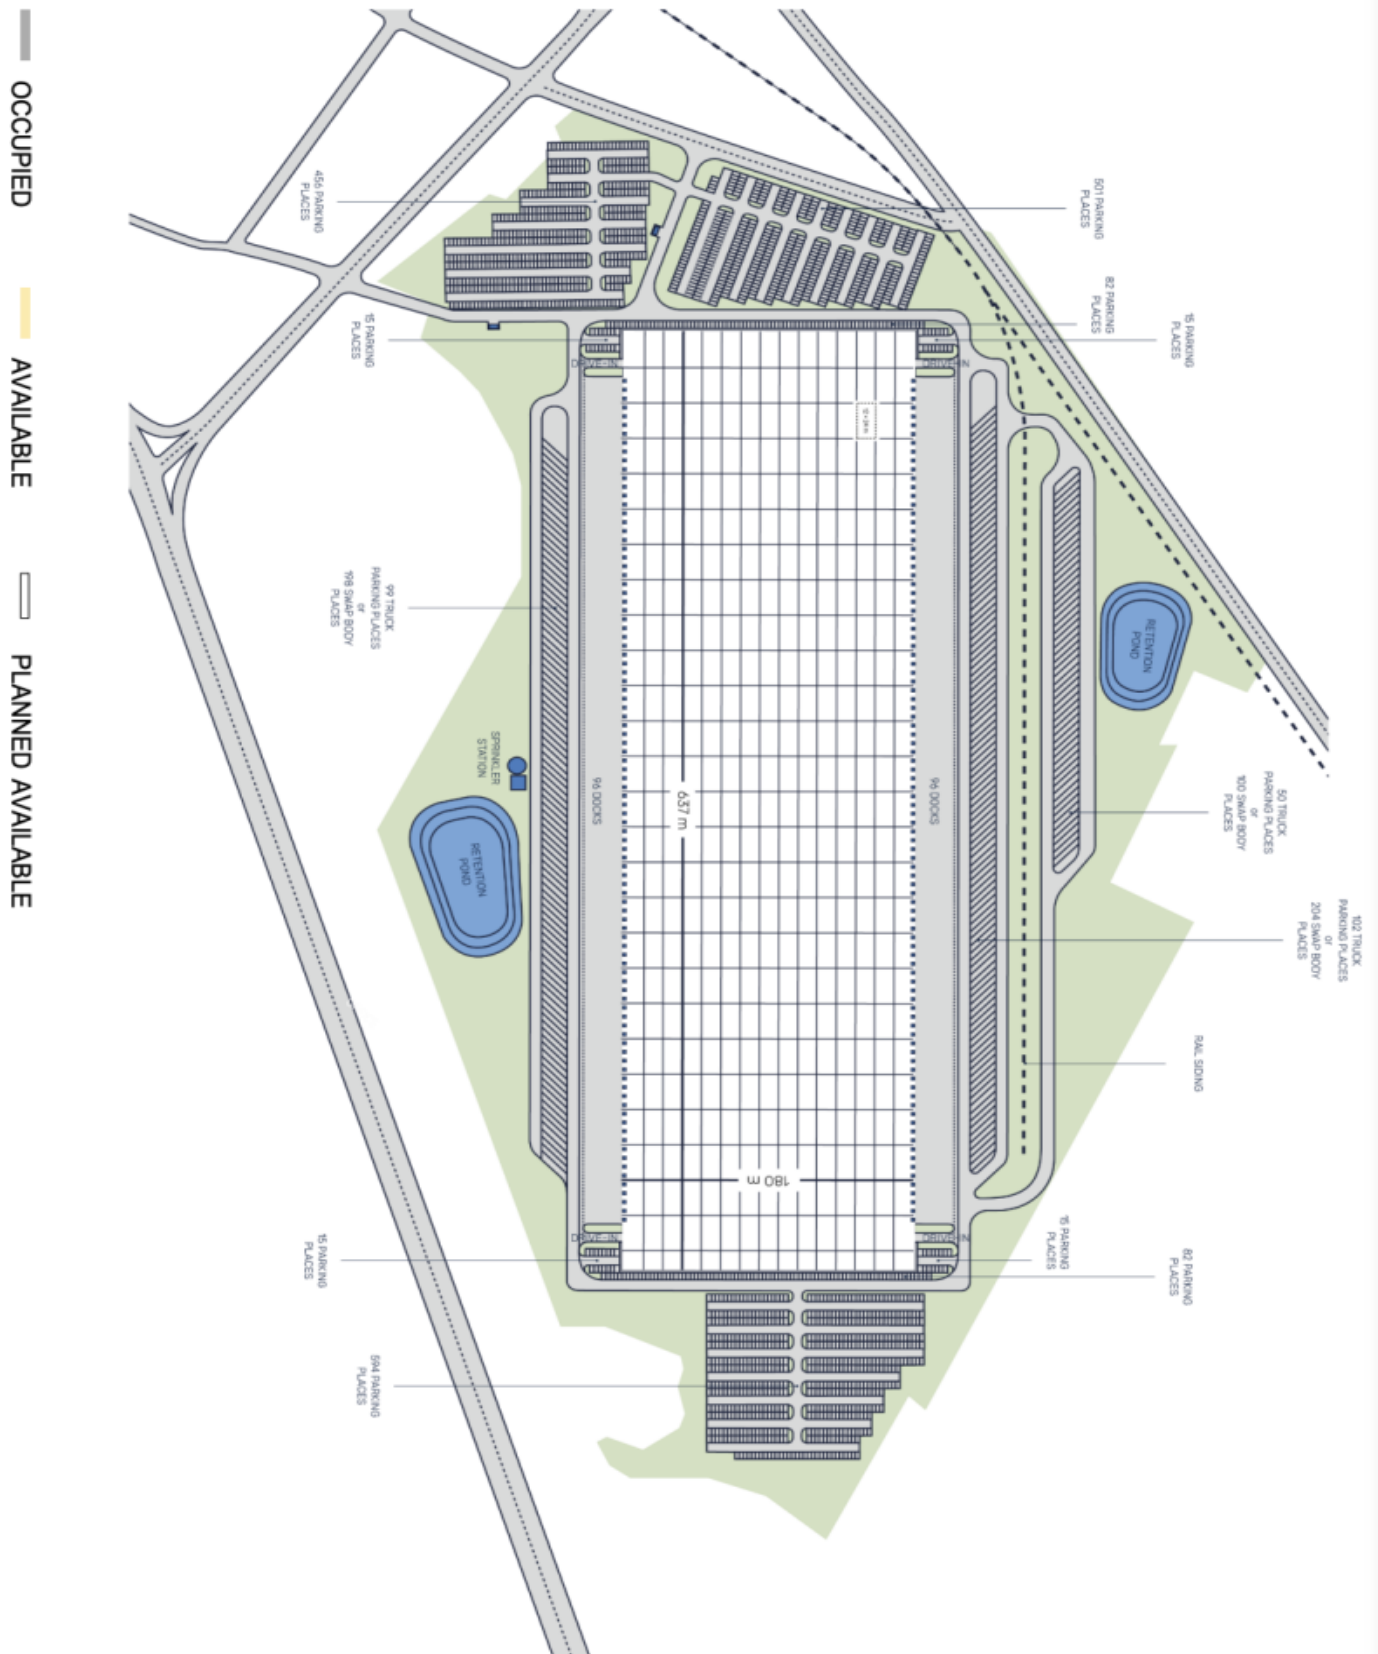 OCCUPIED
AVAILABLE
PLANNED AVAILABLE
456 PARKING
PLACES
501 PARKING
PLACES
82 PARKING
PLACES
15 PARKING
PLACES
15 PARKING
PLACES
DRIVE-IN
DRIVE-IN
99 TRUCK
PARKING PLACES
or
198 SWAP BODY
PLACES
RETENTION
POND
SPRINKLER
STATION
96 DOCKS
637 m
96 DOCKS
50 TRUCK
PARKING PLACES
or
100 SWAP BODY
PLACES
RETENTION
POND
102 TRUCK
PARKING PLACES
or
204 SWAP BODY
PLACES
RAIL SIDING
180 m
DRIVE-IN
DRIVE-IN
15 PARKING
PLACES
15 PARKING
PLACES
82 PARKING
PLACES
594 PARKING
PLACES